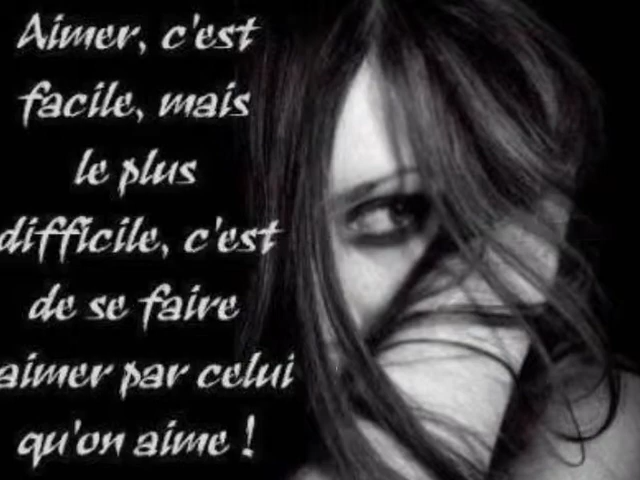 Aimer, c'est
facile, mais
le plus
difficile, c'est
de se faire
aimer par celui
qu'on aime !